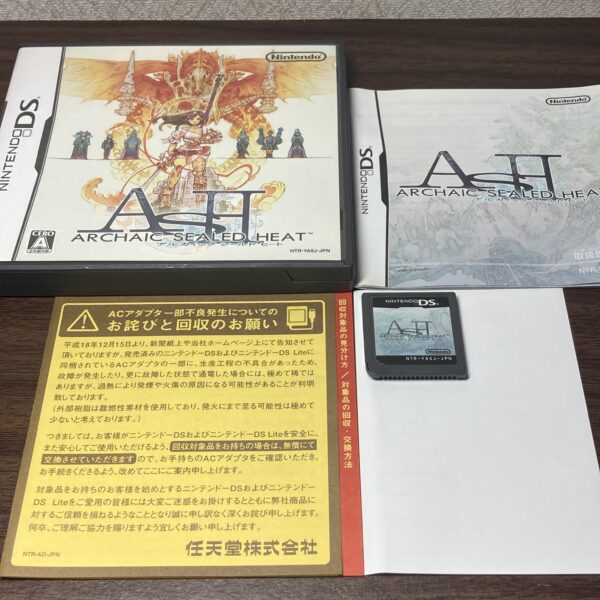 NINTENDO DS
Nintendo
ASH
ARCHAIC SEALED HEAT™
アルカイック シールド ヒート
CERO
A
NTR-YASJ-JPN
NINTENDO DS
Nintendo
ASH
ARCHAIC SEALED HEAT
取扱説
ACアダプター部不良発生についての
お詫びと回収のお願い
平成18年12月15日より、新聞紙上や当社ホームページ上にて告知させて
頂いておりますが、発売済みのニンテンドーDSおよびニンテンドーDS Liteに
同梱されているACアダプタの一部に、生産工程の不具合があったため、
故障が発生したり、更に故障した状態で通電した場合には、極めて稀では
ありますが、過熱により発煙や火傷の原因になる可能性があることが判明
致しております。
(外部樹脂は難燃性素材を使用しており、発火にまで至る可能性は極めて
少ないと考えております。)
つきましては、お客様がニンテンドーDSおよびニンテンドーDS Liteを安全に、
また安心してご使用いただけるよう、回収対象品をお持ちの場合は、無償にて
交換させていただきますので、お手持ちのACアダプタをご確認いただき、
お手続きくださるよう、改めてここにご案内申し上げます。
対象品をお持ちのお客様を始めとするニンテンドーDSおよびニンテンドー
DS Liteをご愛用の皆様には大変ご迷惑をお掛けするとともに弊社商品に
対するご信頼を損ねるようなこととなり誠に申し訳なく深くお詫び申し上げます。
何卒、ご理解ご協力を賜りますよう宜しくお願い申し上げます。
任天堂株式会社
NTR-AD-JPN
回収対象品の見分け方/対象品の回収・交換方法
NINTENDO DS
ASH
ARCHAIC SEALED HEAT
Nintendo
NTR-YASJ-JPN